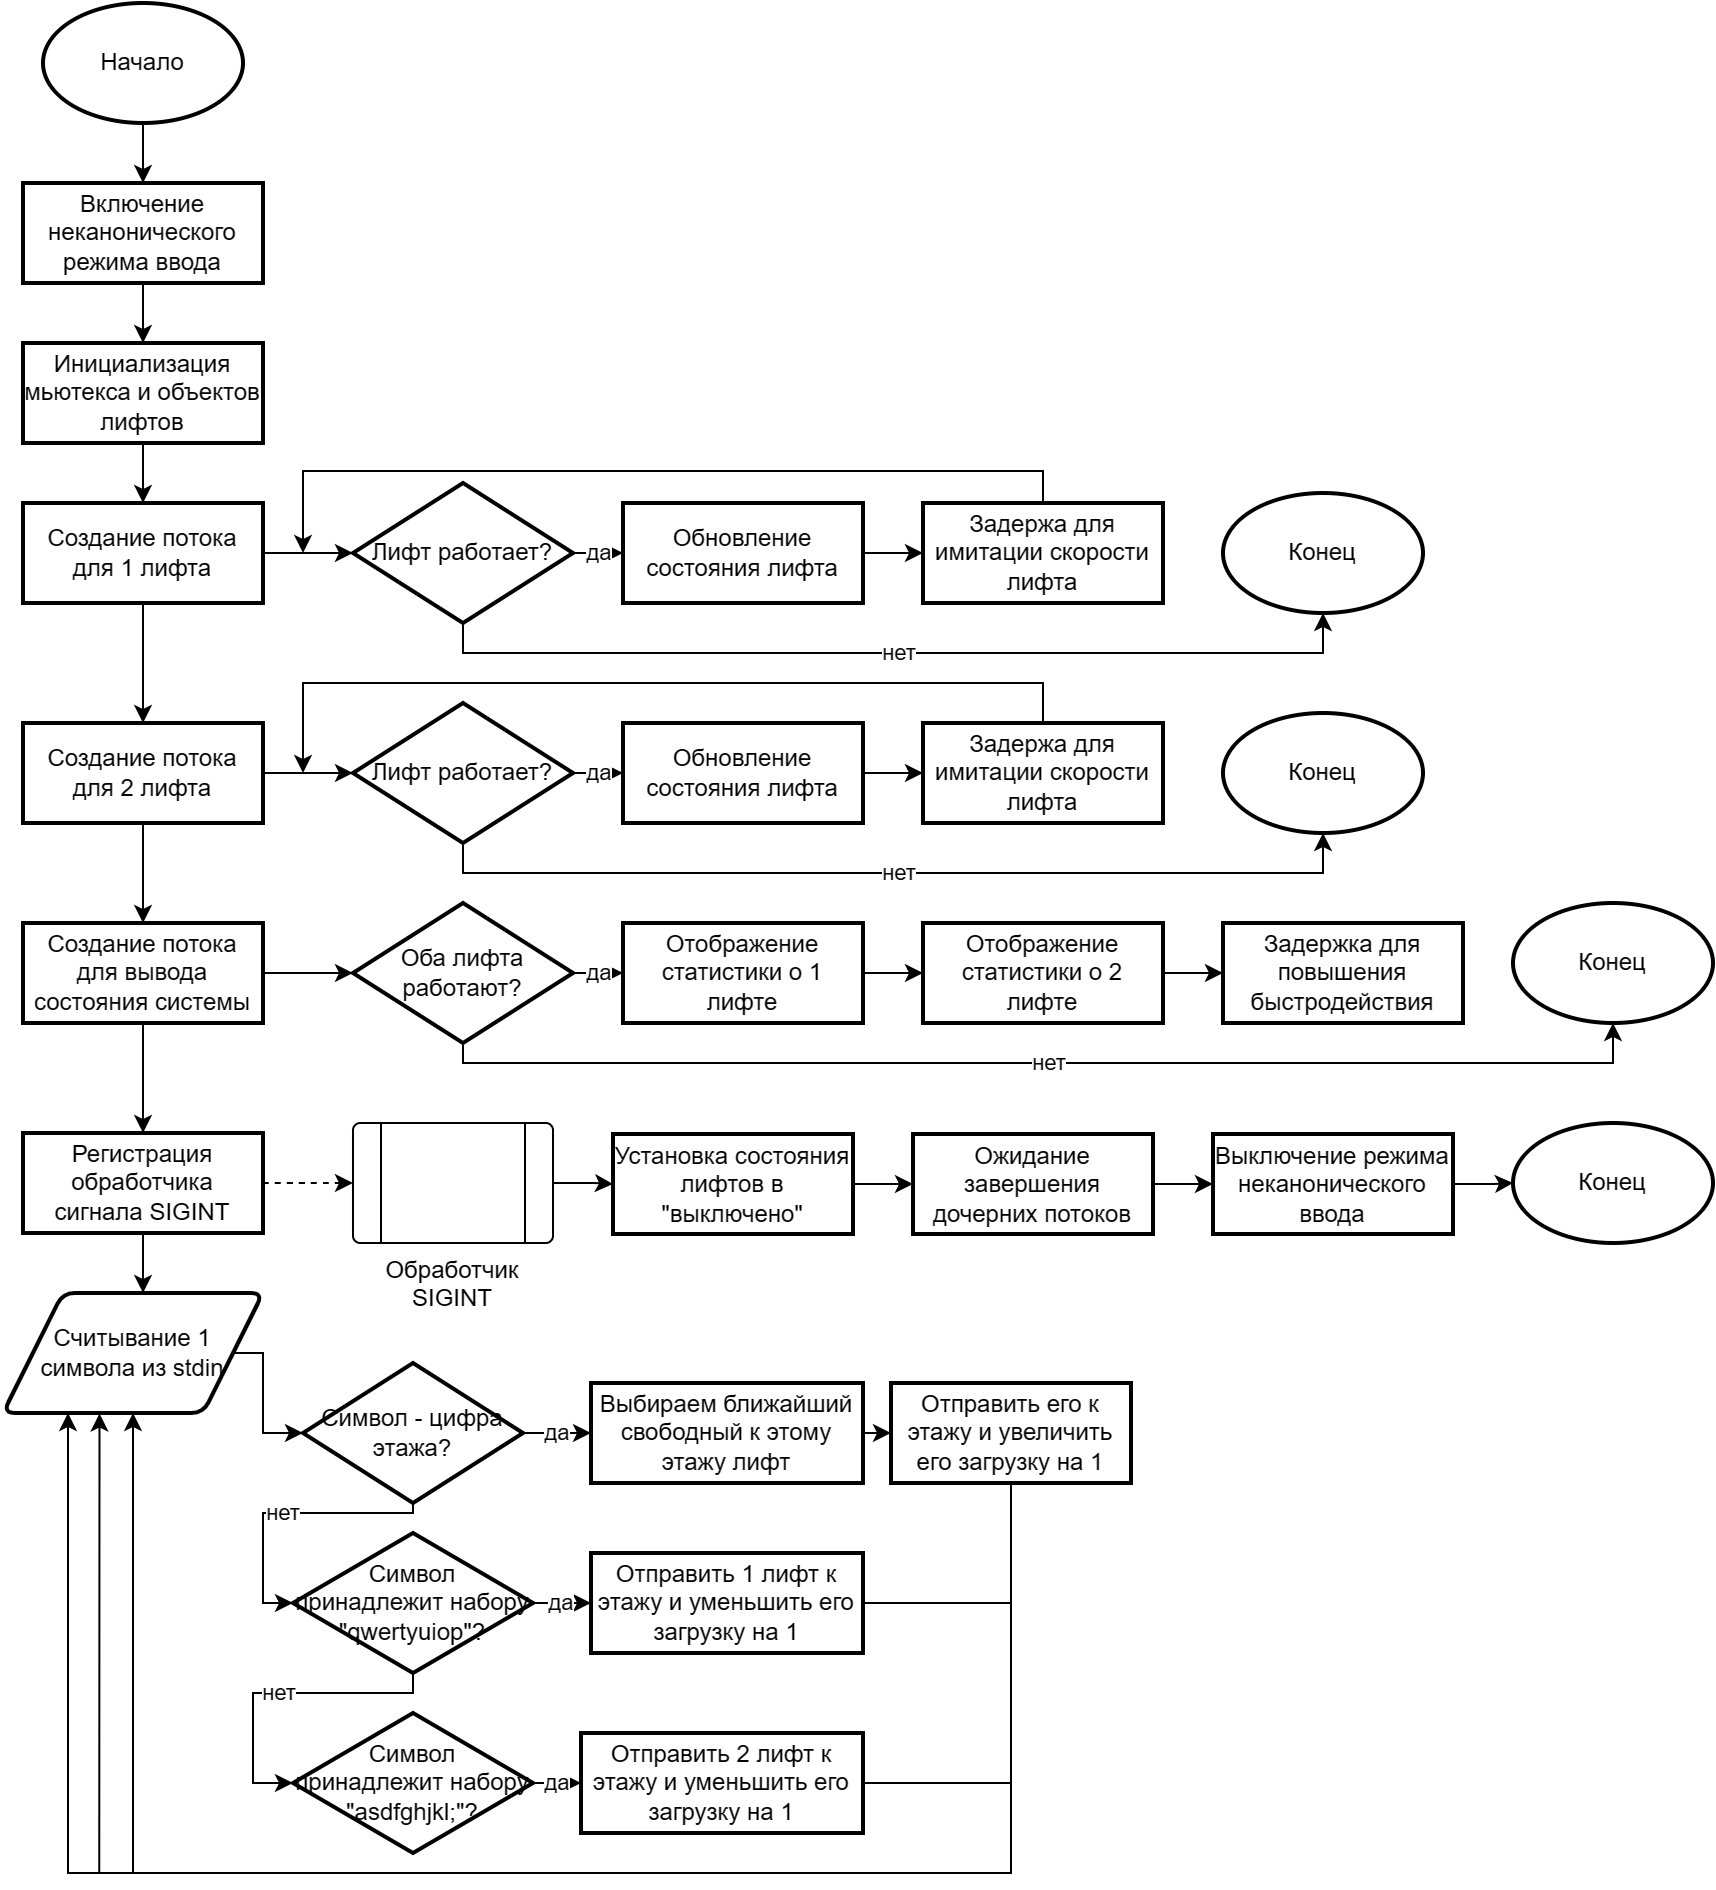 Начало
Включение
неканонического
режима ввода
Инициализация
мьютекса и объектов
лифтов
Создание потока
для 1 лифта
Лифт работает?
да
Обновление
состояния лифта
Задержа для
имитации скорости
лифта
Конец
нет
Создание потока
для 2 лифта
Лифт работает?
да
Обновление
состояния лифта
Задержа для
имитации скорости
лифта
Конец
нет
Создание потока
для вывода
состояния системы
Оба лифта
работают?
да
Отображение
статистики о 1
лифте
Отображение
статистики о 2
лифте
Задержка для
повышения
быстродействия
Конец
нет
Регистрация
обработчика
сигнала SIGINT
Обработчик
SIGINT
Установка состояния
лифтов в
"выключено"
Ожидание
завершения
дочерних потоков
Выключение режима
неканонического
ввода
Конец
Считывание 1
символа из stdin
Символ - цифра
этажа?
да
Выбираем ближайший
свободный к этому
этажу лифт
Отправить его к
этажу и увеличить
его загрузку на 1
нет
Символ
принадлежит набору
"qwertyuiop"?
да
Отправить 1 лифт к
этажу и уменьшить его
загрузку на 1
нет
Символ
принадлежит набору
"asdfghjkl;"?
да
Отправить 2 лифт к
этажу и уменьшить его
загрузку на 1